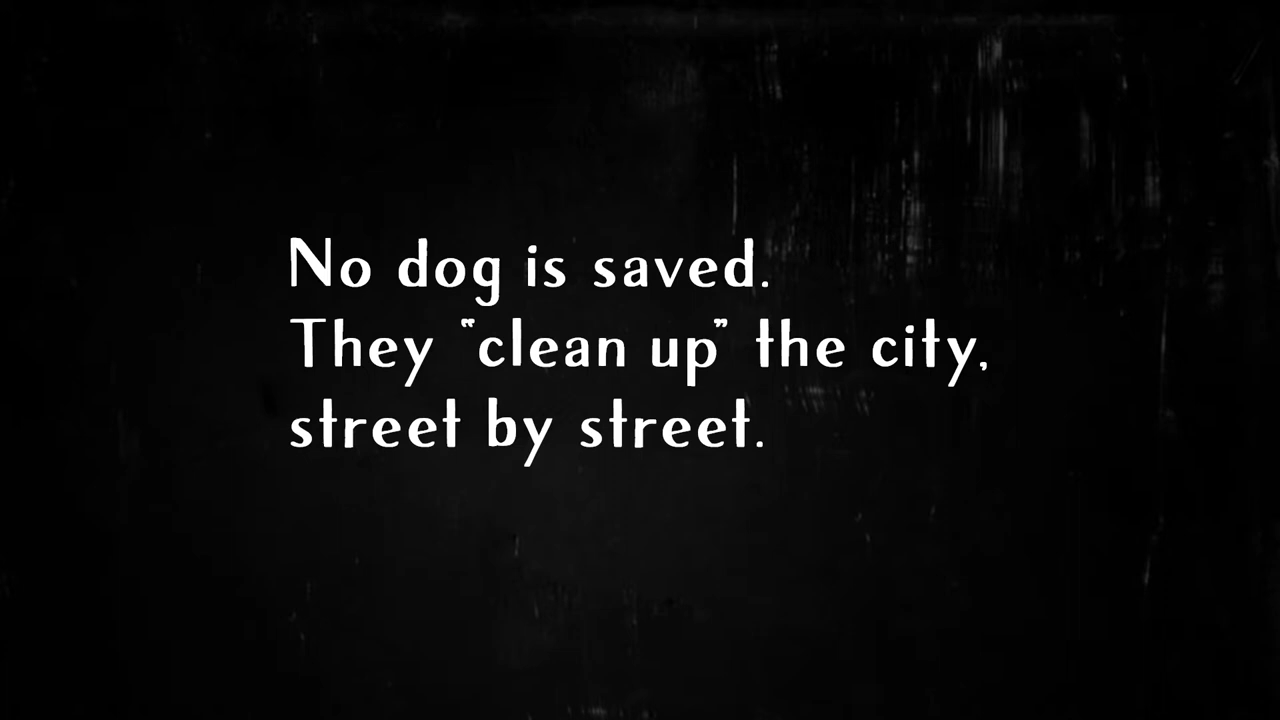 No dog is saved.
They “clean up” the city,
street by street.